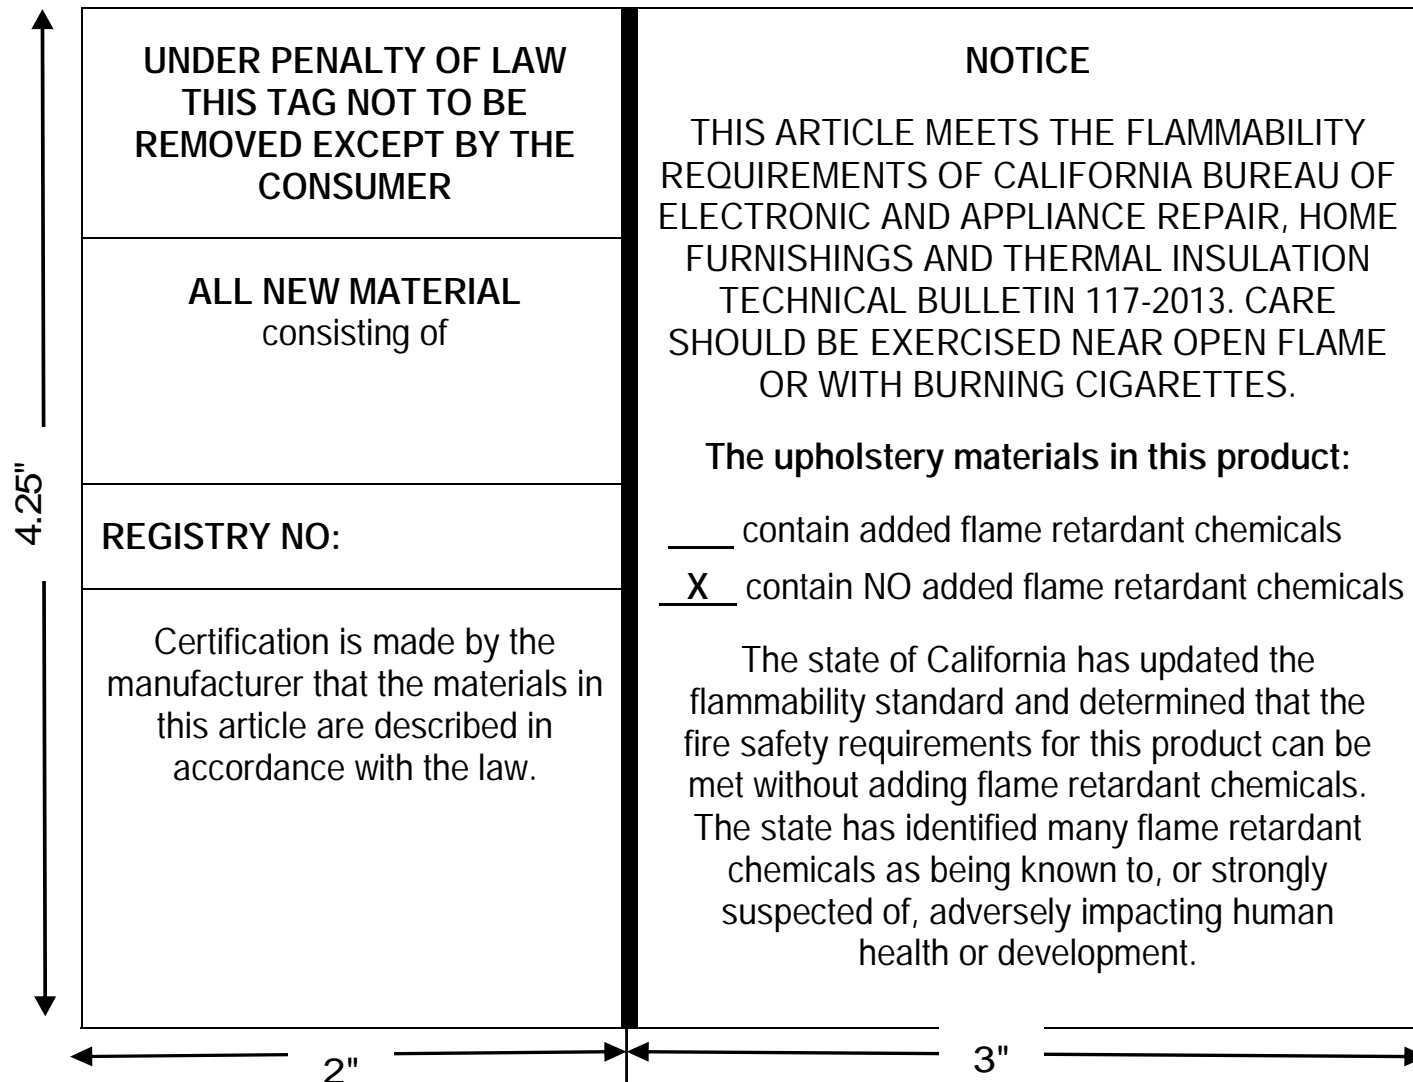 UNDER PENALTY OF LAW
THIS TAG NOT TO BE
REMOVED EXCEPT BY THE
CONSUMER
ALL NEW MATERIAL
consisting of
REGISTRY NO:
Certification is made by the
manufacturer that the materials in
this article are described in
accordance with the law.
NOTICE
THIS ARTICLE MEETS THE FLAMMABILITY
REQUIREMENTS OF CALIFORNIA BUREAU OF
ELECTRONIC AND APPLIANCE REPAIR, HOME
FURNISHINGS AND THERMAL INSULATION
TECHNICAL BULLETIN 117-2013. CARE
SHOULD BE EXERCISED NEAR OPEN FLAME
OR WITH BURNING CIGARETTES.
The upholstery materials in this product:
____ contain added flame retardant chemicals
__X__ contain NO added flame retardant chemicals
The state of California has updated the
flammability standard and determined that the
fire safety requirements for this product can be
met without adding flame retardant chemicals.
The state has identified many flame retardant
chemicals as being known to, or strongly
suspected of, adversely impacting human
health or development.
4.25"
2"
3"